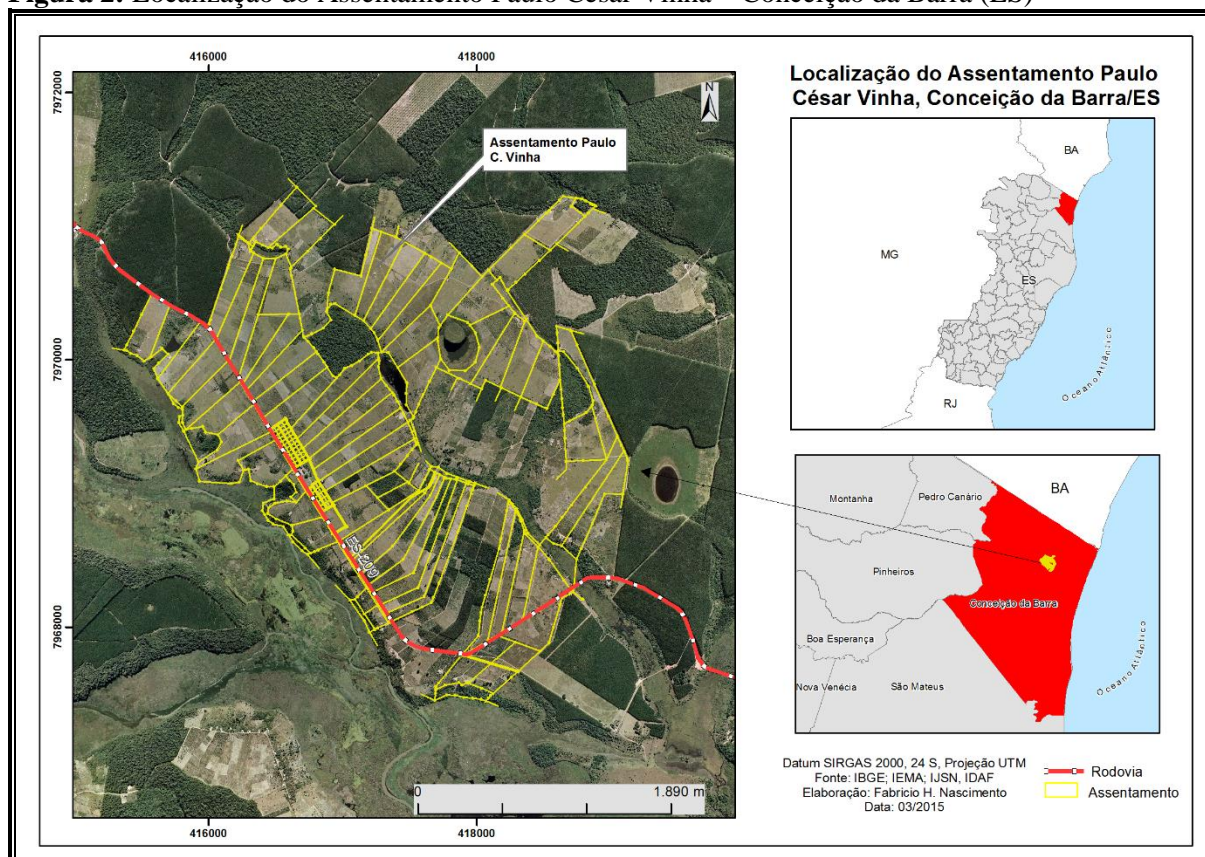 Figura 2: Localização do Assentamento Paulo César Vinha – Conceição da Barra (ES)
416000
418000
7972000
7970000
7968000
N
Assentamento Paulo
C. Vinha
ES-209
0
1.890 m
416000
418000
Localização do Assentamento Paulo
César Vinha, Conceição da Barra/ES
BA
MG
ES
RJ
Oceano Atlântico
BA
Montanha
Pedro Canário
Pinheiros
Conceição da Barra
Boa Esperança
Nova Venécia
São Mateus
Oceano Atlântico
Datum SIRGAS 2000, 24 S, Projeção UTM
Fonte: IBGE; IEMA; IJSN, IDAF
Elaboração: Fabricio H. Nascimento
Data: 03/2015
Rodovia
Assentamento